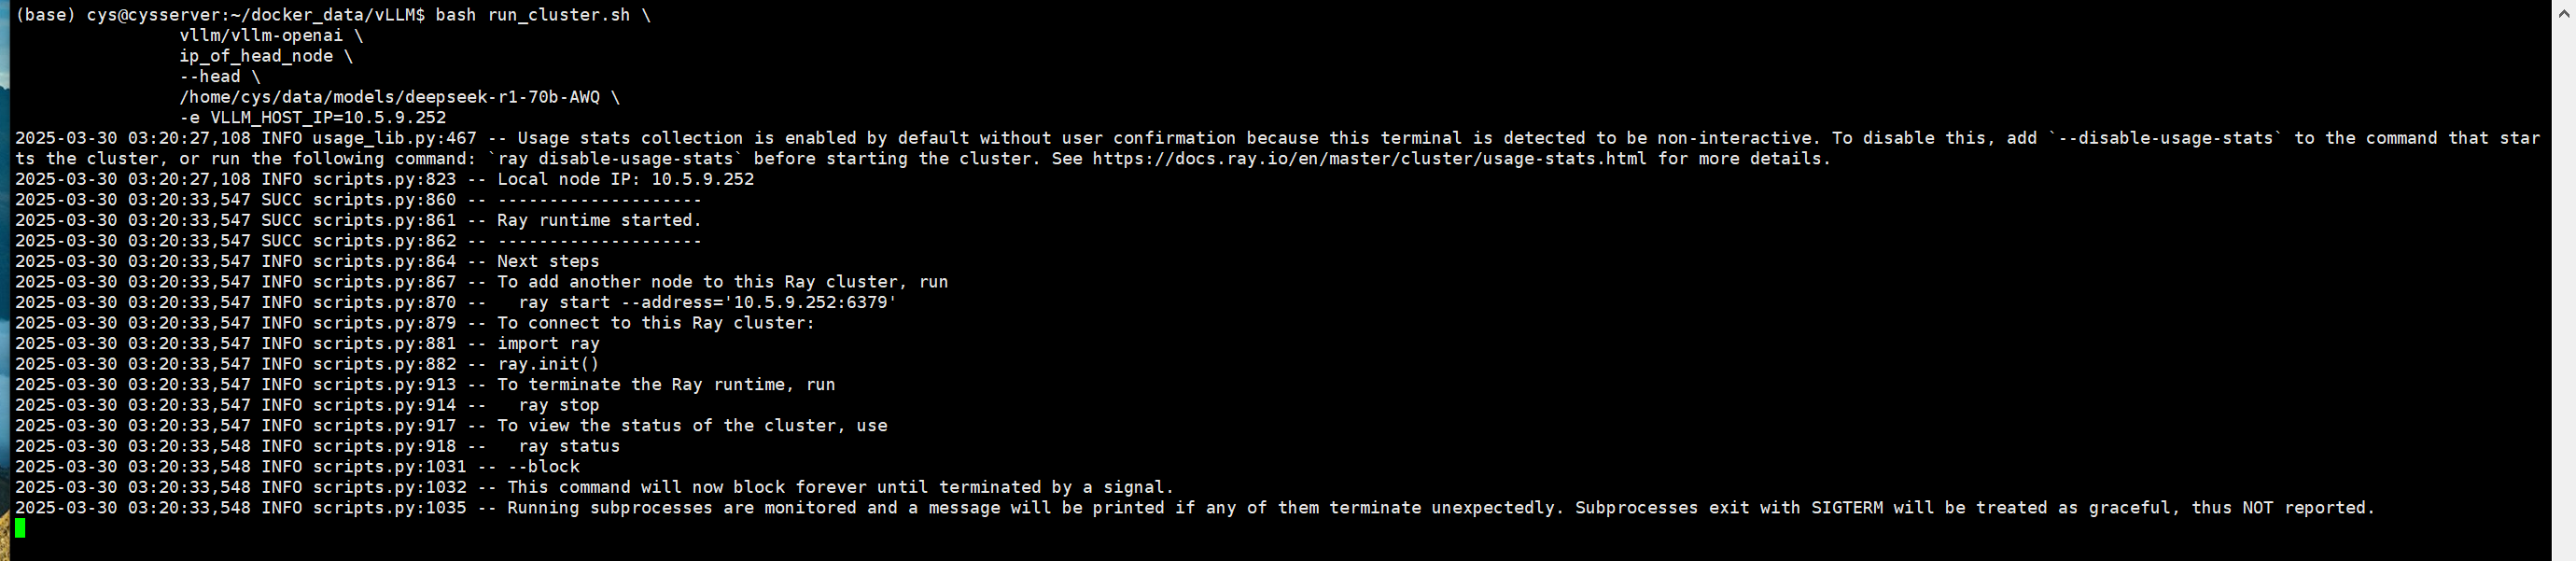 (base) cys@cysserver:~/docker_data/vLLM$ bash run_cluster.sh \
vllm/vllm-openai \
ip_of_head_node \
--head \
/home/cys/data/models/deepseek-r1-70b-AWQ \
-e VLLM_HOST_IP=10.5.9.252
2025-03-30 03:20:27,108 INFO usage_lib.py:467 -- Usage stats collection is enabled by default without user confirmation because this terminal is detected to be non-interactive. To disable this, add `--disable-usage-stats` to the command that star
ts the cluster, or run the following command: `ray disable-usage-stats` before starting the cluster. See https://docs.ray.io/en/master/cluster/usage-stats.html for more details.
2025-03-30 03:20:27,108 INFO scripts.py:823 -- Local node IP: 10.5.9.252
2025-03-30 03:20:33,547 SUCC scripts.py:860 -- --------------------
2025-03-30 03:20:33,547 SUCC scripts.py:861 -- Ray runtime started.
2025-03-30 03:20:33,547 SUCC scripts.py:862 -- --------------------
2025-03-30 03:20:33,547 INFO scripts.py:864 -- Next steps
2025-03-30 03:20:33,547 INFO scripts.py:867 -- To add another node to this Ray cluster, run
2025-03-30 03:20:33,547 INFO scripts.py:870 --   ray start --address='10.5.9.252:6379'
2025-03-30 03:20:33,547 INFO scripts.py:879 -- To connect to this Ray cluster:
2025-03-30 03:20:33,547 INFO scripts.py:881 -- import ray
2025-03-30 03:20:33,547 INFO scripts.py:882 -- ray.init()
2025-03-30 03:20:33,547 INFO scripts.py:913 -- To terminate the Ray runtime, run
2025-03-30 03:20:33,547 INFO scripts.py:914 --   ray stop
2025-03-30 03:20:33,547 INFO scripts.py:917 -- To view the status of the cluster, use
2025-03-30 03:20:33,548 INFO scripts.py:918 --   ray status
2025-03-30 03:20:33,548 INFO scripts.py:1031 -- --block
2025-03-30 03:20:33,548 INFO scripts.py:1032 -- This command will now block forever until terminated by a signal.
2025-03-30 03:20:33,548 INFO scripts.py:1035 -- Running subprocesses are monitored and a message will be printed if any of them terminate unexpectedly. Subprocesses exit with SIGTERM will be treated as graceful, thus NOT reported.